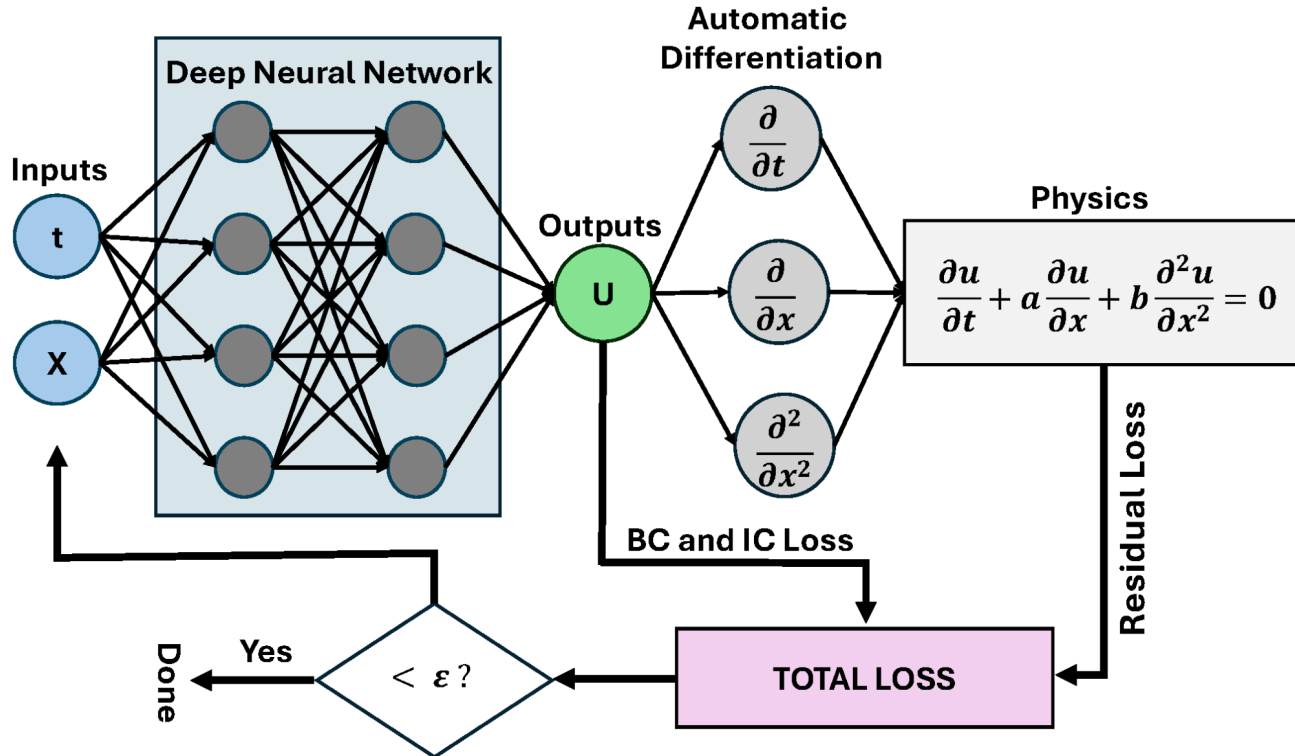 Automatic
Differentiation
Deep Neural Network
Inputs
t
X
Outputs
U
∂/∂t
∂/∂x
∂²/∂x²
Physics
∂u/∂t + a ∂u/∂x + b ∂²u/∂x² = 0
BC and IC Loss
Residual Loss
TOTAL LOSS
< ε ?
Yes
Done